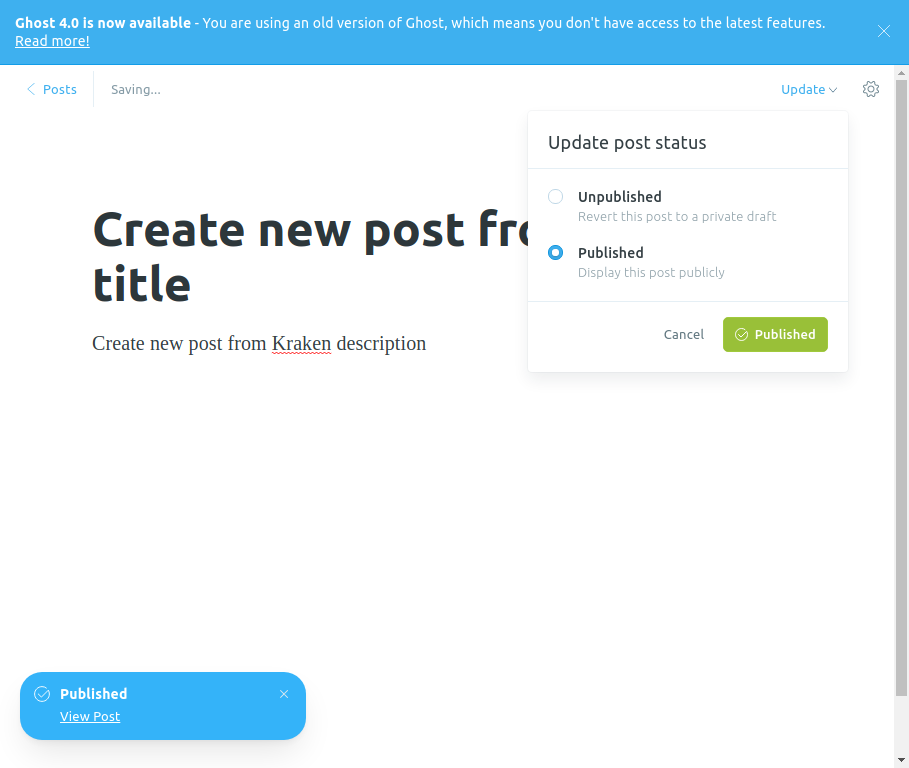 Ghost 4.0 is now available - You are using an old version of Ghost, which means you don't have access to the latest features.
Read more!
Posts
Saving...
Update
Update post status
Unpublished
Revert this post to a private draft
Published
Display this post publicly
Cancel
Published
Create new post fro
title
Create new post from Kraken description
Published
View Post